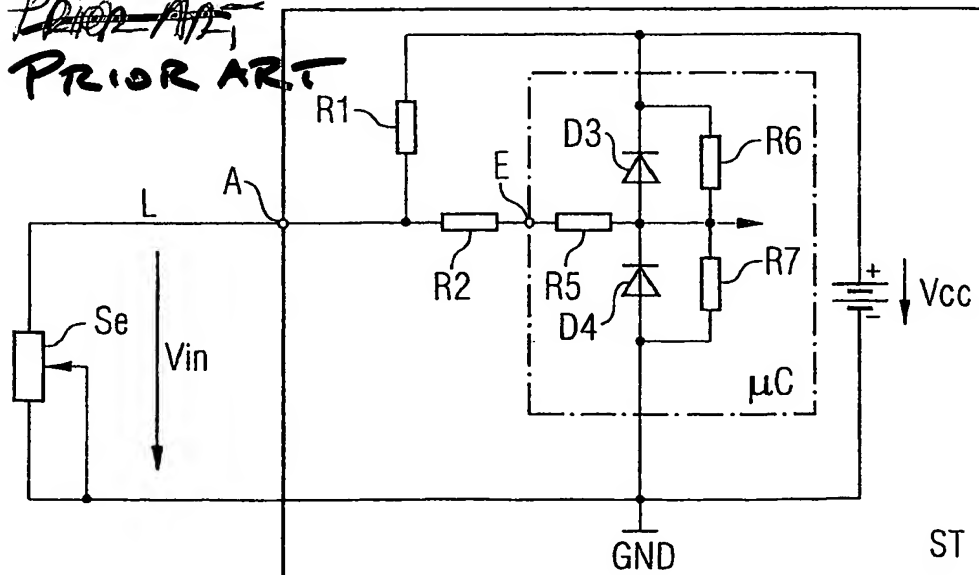 PRIOR ART
R1
D3
R6
A
E
L
R2
R5
R7
D4
+
Vcc
-
Se
Vin
µC
GND
ST